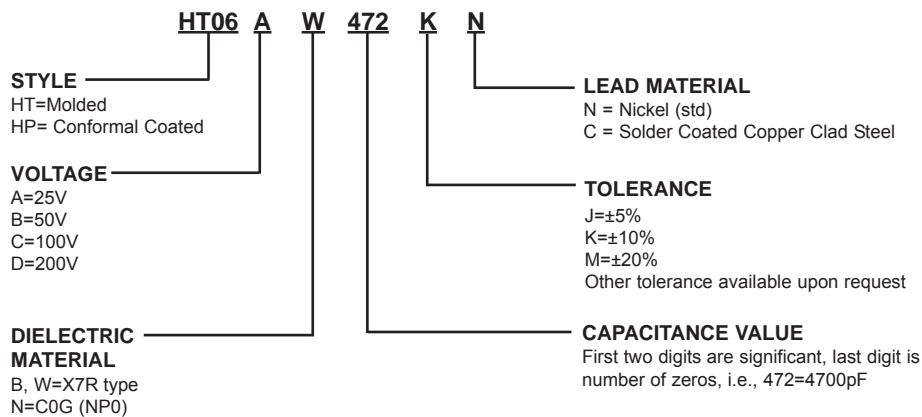 HT06 A W 472 K N
STYLE
HT=Molded
HP= Conformal Coated
VOLTAGE
A=25V
B=50V
C=100V
D=200V
DIELECTRIC
MATERIAL
B, W=X7R type
N=C0G (NP0)
LEAD MATERIAL
N = Nickel (std)
C = Solder Coated Copper Clad Steel
TOLERANCE
J=±5%
K=±10%
M=±20%
Other tolerance available upon request
CAPACITANCE VALUE
First two digits are significant, last digit is
number of zeros, i.e., 472=4700pF